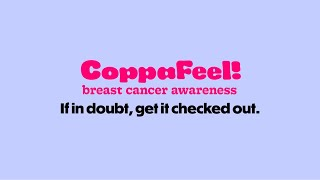 CoppaFeel!
breast cancer awareness
If in doubt, get it checked out.